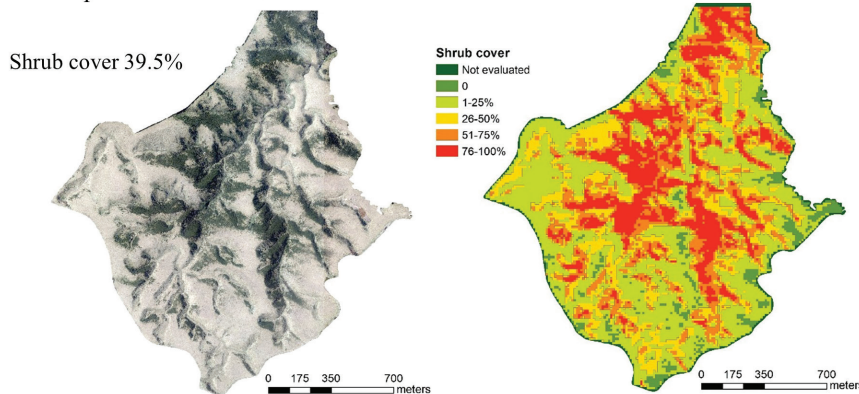 Shrub cover 39.5%
Shrub cover
Not evaluated
0
1-25%
26-50%
51-75%
76-100%
0 175 350 700
meters
0 175 350 700
meters